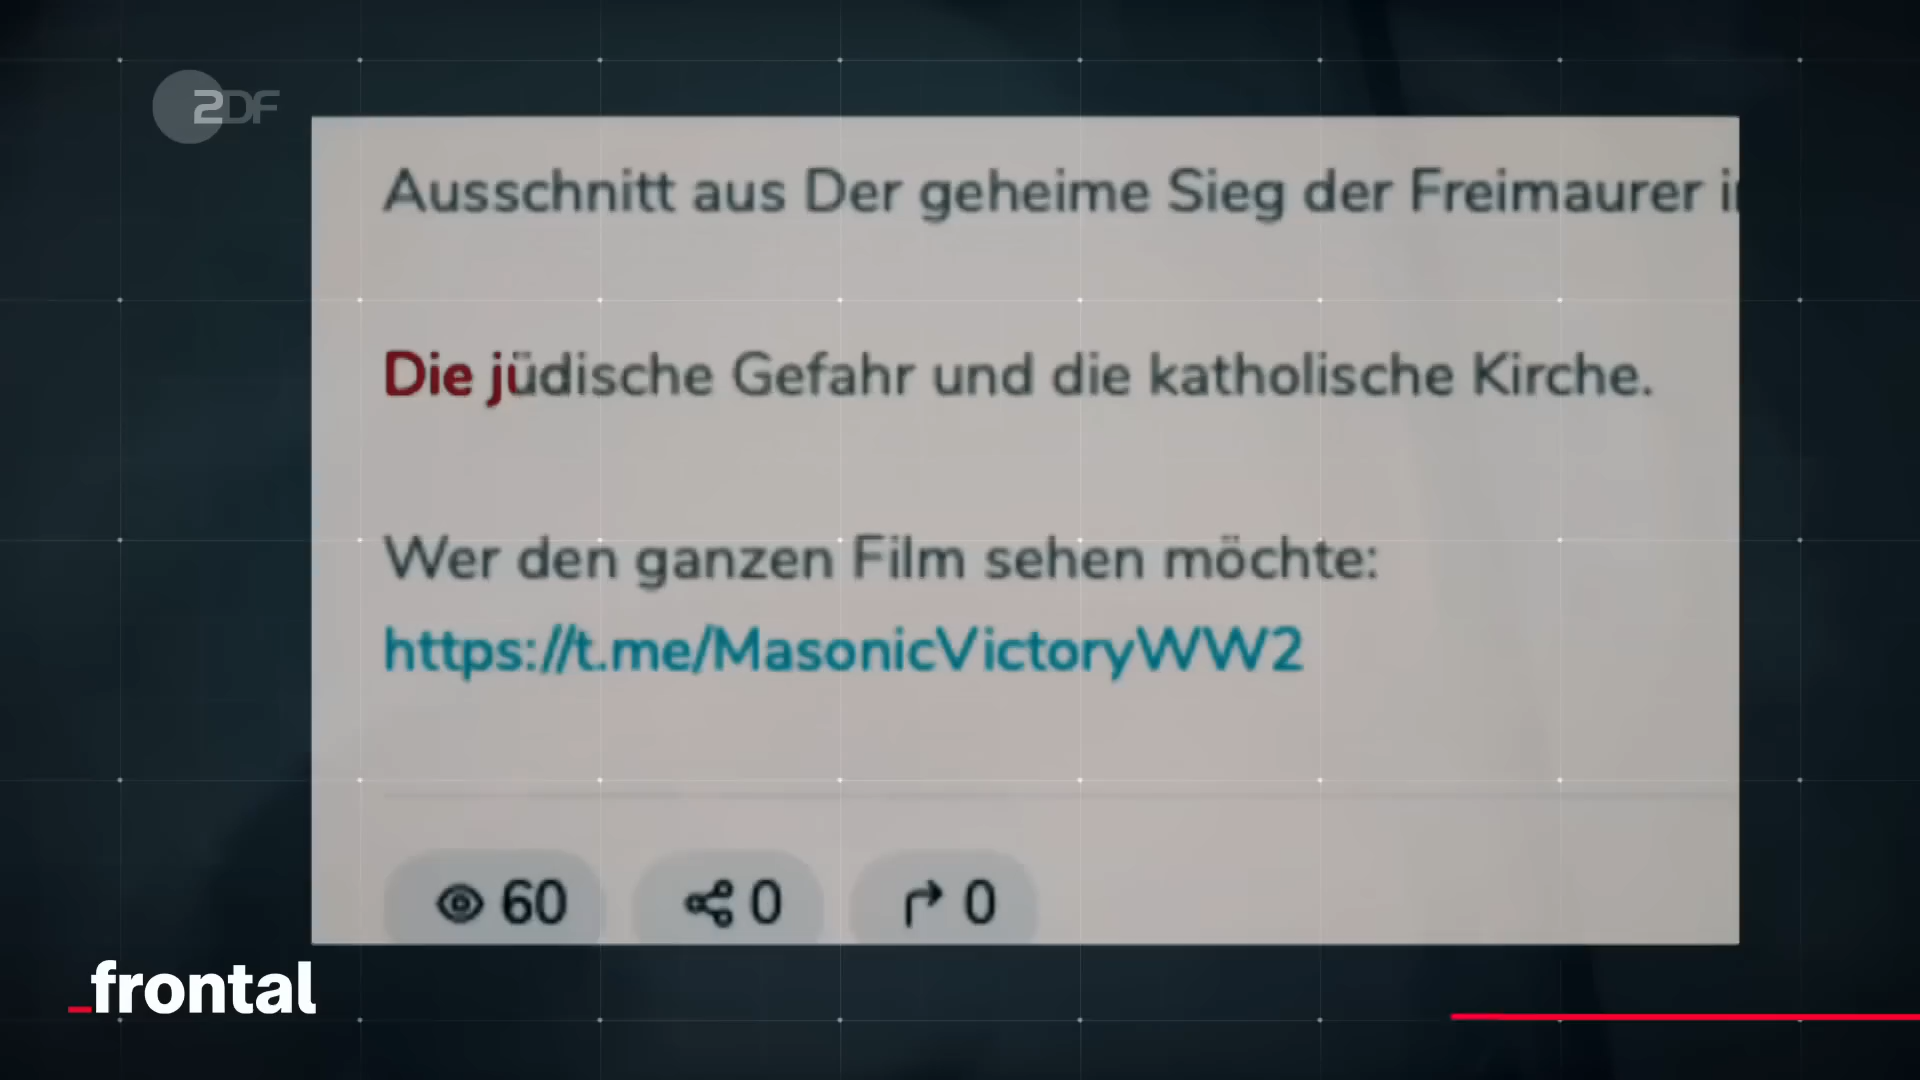 ZDF
Ausschnitt aus Der geheime Sieg der Freimaurer
Die jüdische Gefahr und die katholische Kirche.
Wer den ganzen Film sehen möchte:
https://t.me/MasonicVictoryWW2
60 0 0
_frontal